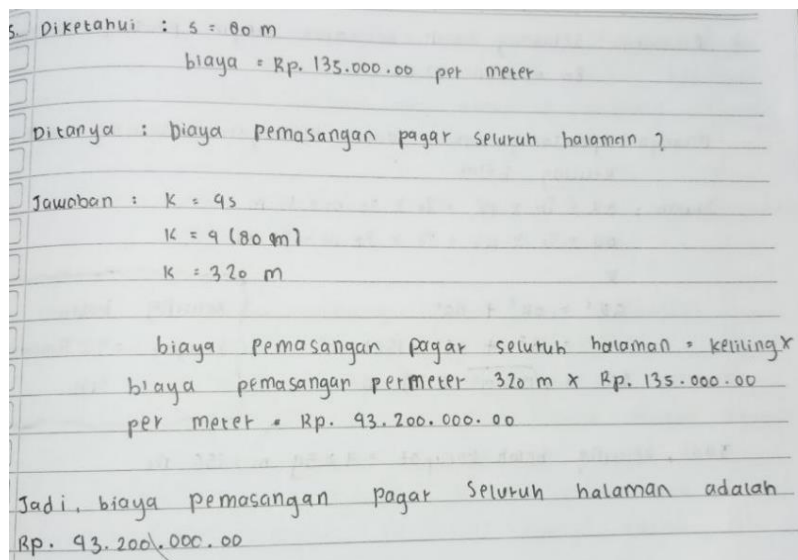 5. Diketahui : s = 80 m
biaya = Rp. 135.000.00 per meter
Ditanya : biaya pemasangan pagar seluruh halaman ?
Jawaban : K = 4s
K = 4 (80 m)
K = 320 m
biaya pemasangan pagar seluruh halaman = keliling x
biaya pemasangan permeter 320 m x Rp. 135.000.00
per meter = Rp. 43.200.000.00
Jadi, biaya pemasangan pagar seluruh halaman adalah
Rp. 43.200.000.00